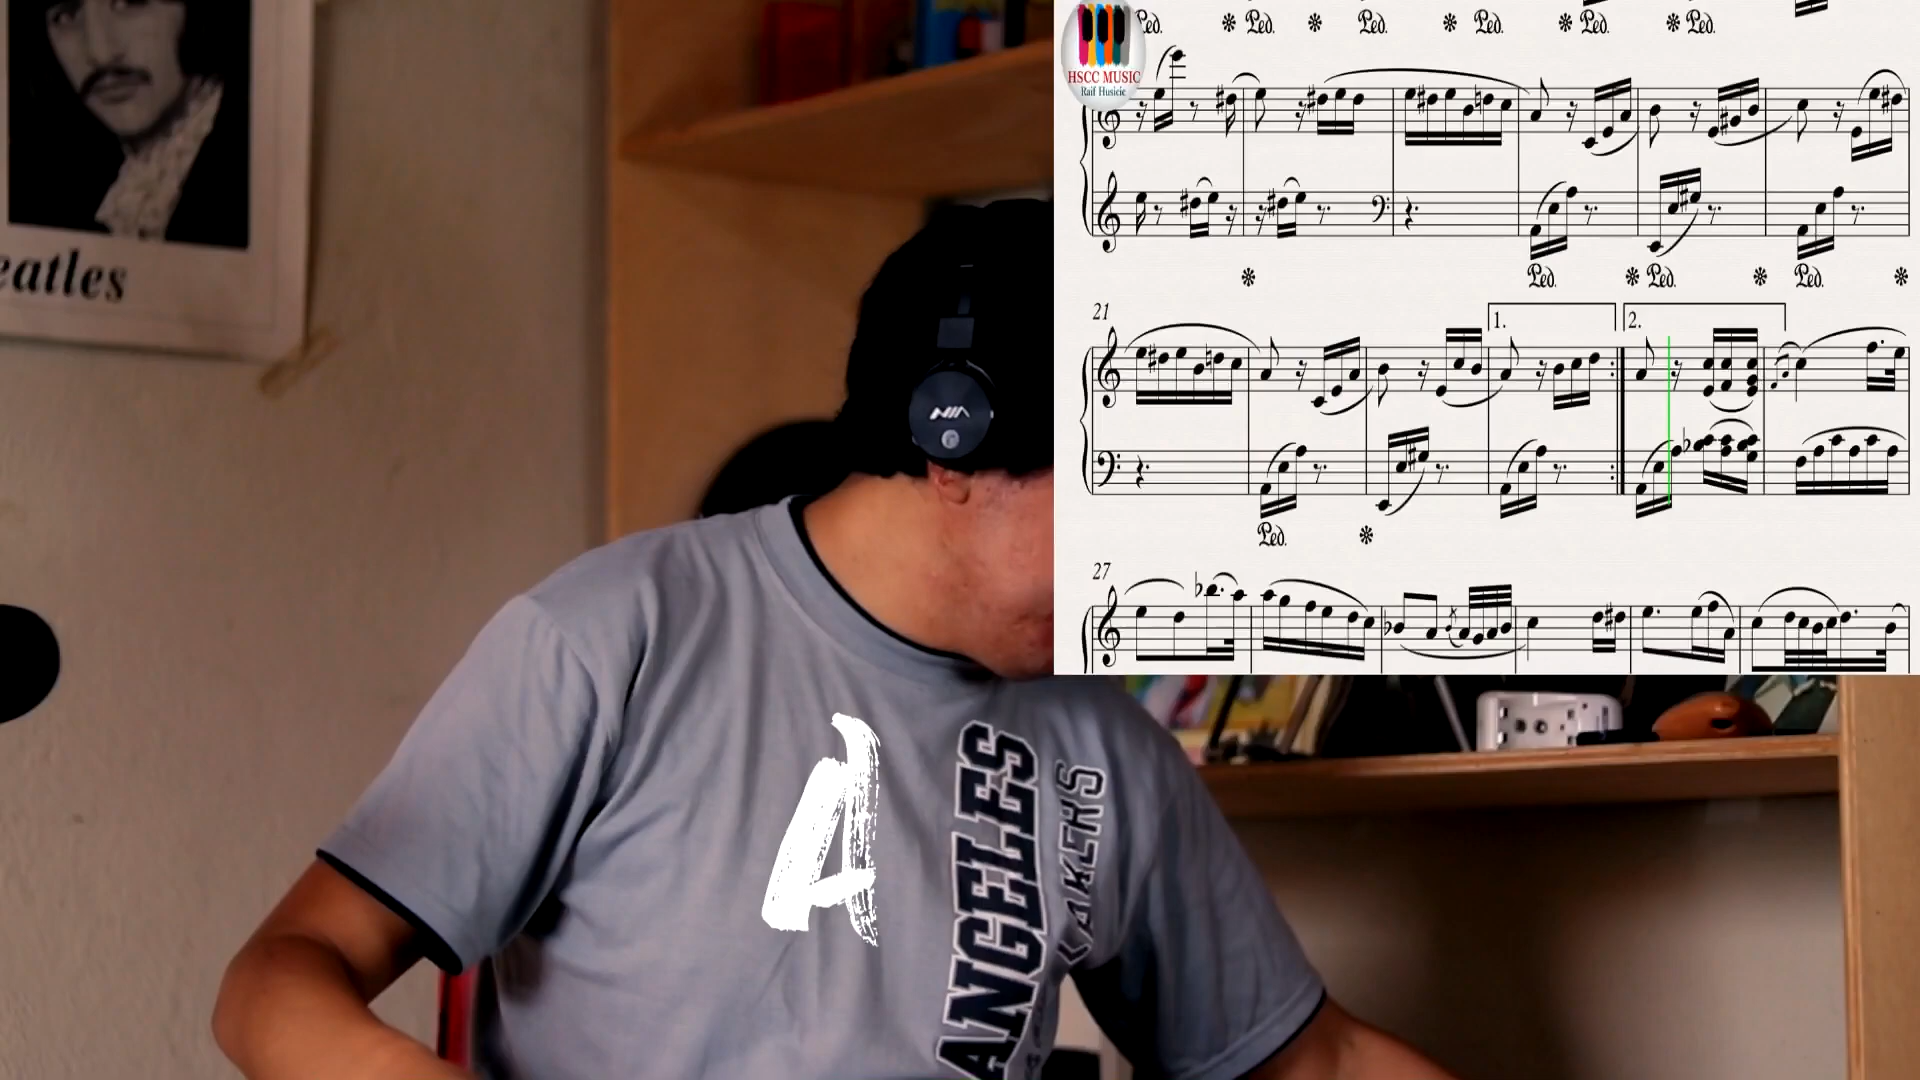 eatles
NIA
A
ANGELES
LAKERS
HSCC MUSIC
Raif Husicic
Ped. Ped. Ped. Ped. Ped.
Ped. Ped. Ped.
21
1.
2.
Ped.
27